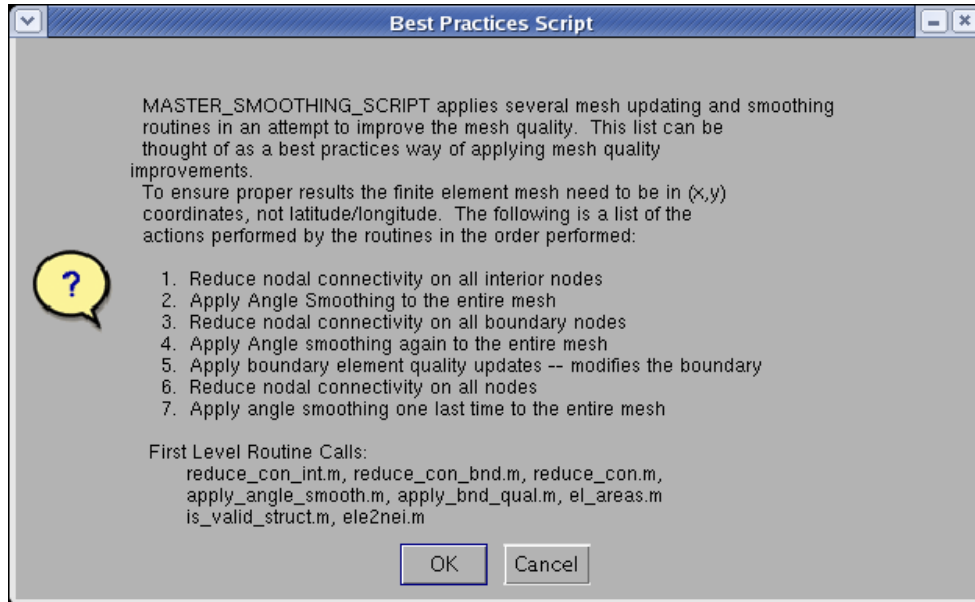 Best Practices Script
MASTER_SMOOTHING_SCRIPT applies several mesh updating and smoothing
routines in an attempt to improve the mesh quality. This list can be
thought of as a best practices way of applying mesh quality
improvements.
To ensure proper results the finite element mesh need to be in (x,y)
coordinates, not latitude/longitude. The following is a list of the
actions performed by the routines in the order performed:
?
1. Reduce nodal connectivity on all interior nodes
2. Apply Angle Smoothing to the entire mesh
3. Reduce nodal connectivity on all boundary nodes
4. Apply Angle smoothing again to the entire mesh
5. Apply boundary element quality updates -- modifies the boundary
6. Reduce nodal connectivity on all nodes
7. Apply angle smoothing one last time to the entire mesh
First Level Routine Calls:
reduce_con_int.m, reduce_con_bnd.m, reduce_con.m,
apply_angle_smooth.m, apply_bnd_qual.m, el_areas.m
is_valid_struct.m, ele2nei.m
OK Cancel